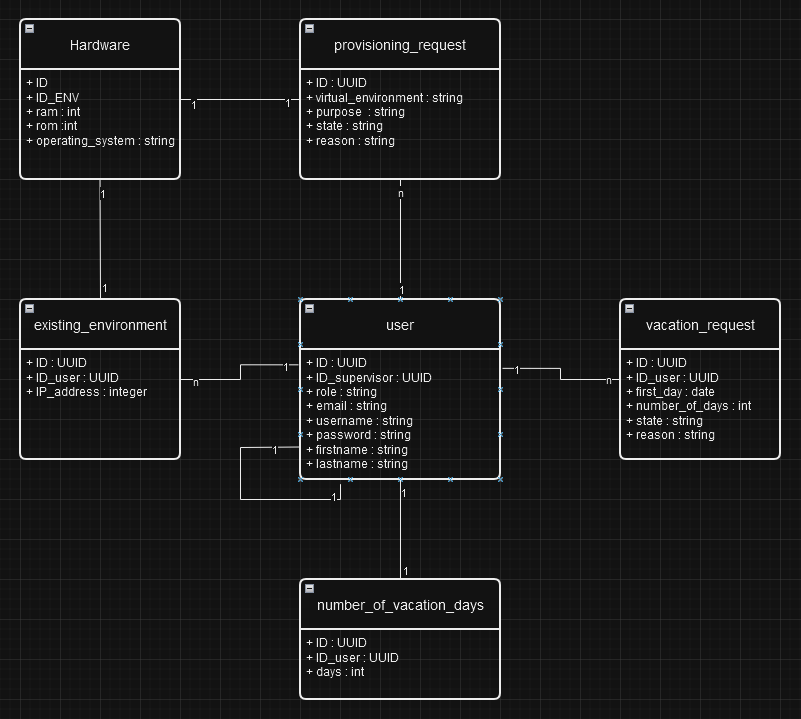 Hardware
+ ID
+ ID_ENV
+ ram : int
+ rom :int
+ operating_system : string
1
1
provisioning_request
+ ID : UUID
+ virtual_environment : string
+ purpose : string
+ state : string
+ reason : string
1
1
n
1
existing_environment
+ ID : UUID
+ ID_user : UUID
+ IP_address : integer
n
1
user
+ ID : UUID
+ ID_supervisor : UUID
+ role : string
+ email : string
+ username : string
+ password : string
+ firstname : string
+ lastname : string
1
1
1
n
vacation_request
+ ID : UUID
+ ID_user : UUID
+ first_day : date
+ number_of_days : int
+ state : string
+ reason : string
1
1
number_of_vacation_days
+ ID : UUID
+ ID_user : UUID
+ days : int